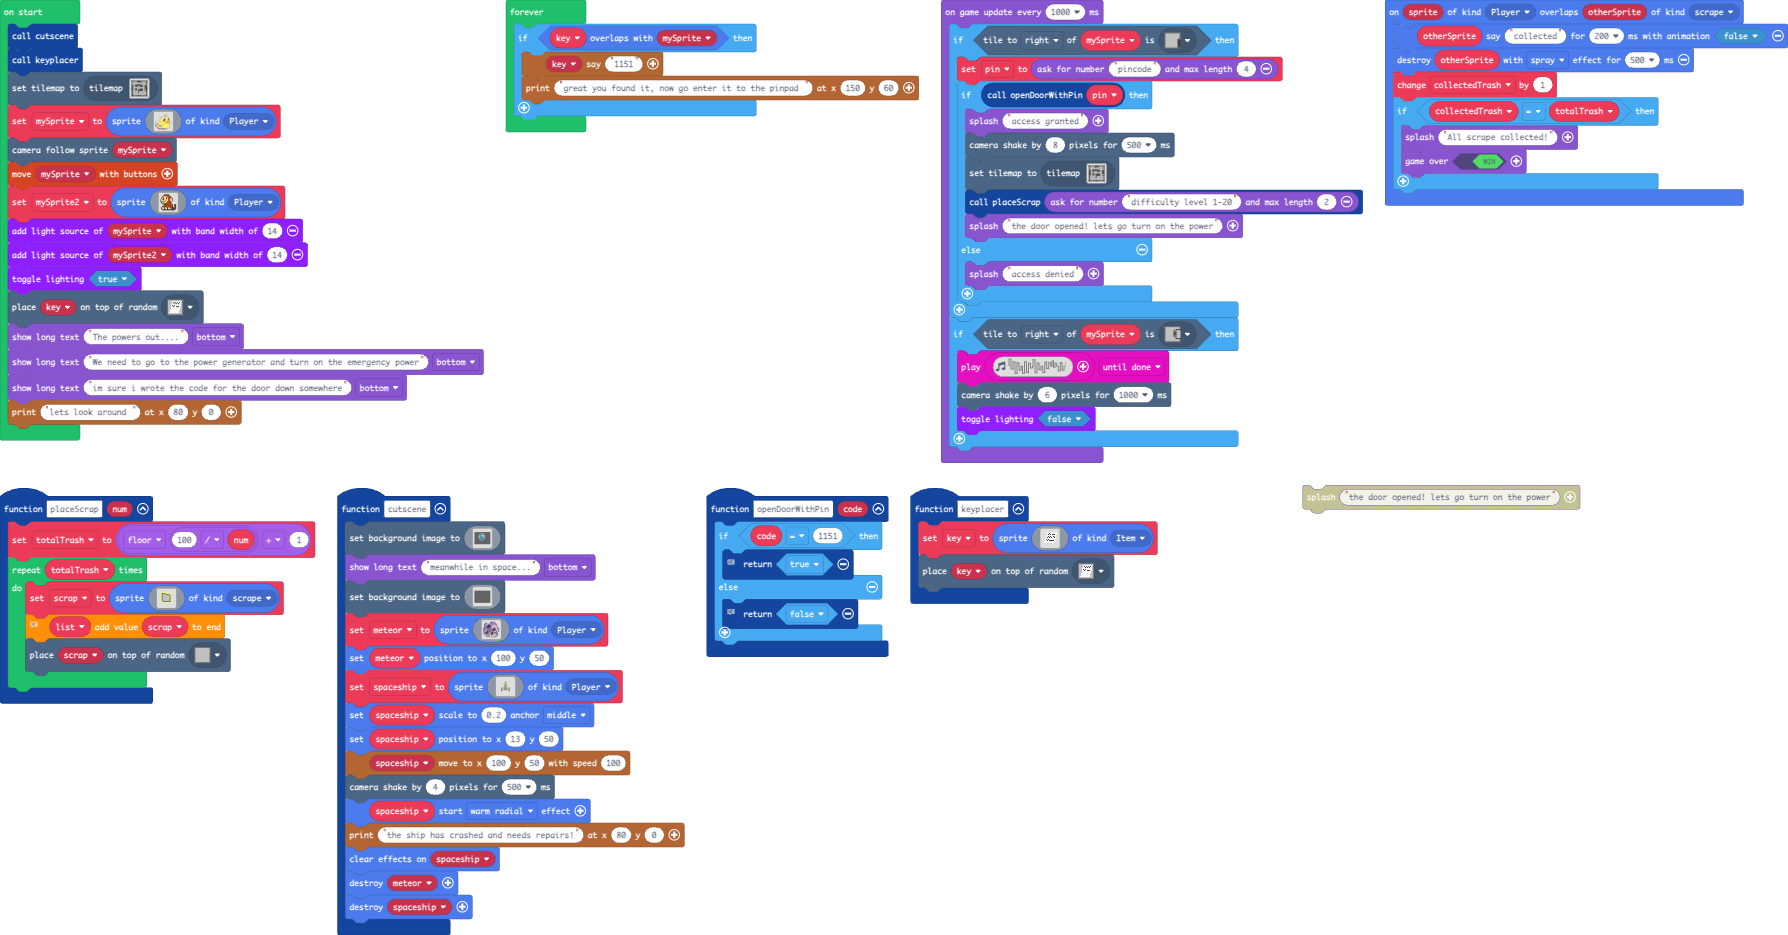 on start
call cutscene
call keyplacer
set tilemap to tilemap
set mySprite to sprite of kind Player
camera follow sprite mySprite
move mySprite with buttons
set mySprite2 to sprite of kind Player
add light source of mySprite with band width of 14
add light source of mySprite2 with band width of 14
toggle lighting true
place key on top of random
show long text "The powers out...." bottom
show long text "We need to go to the power generator and turn on the emergency power" bottom
show long text "im sure i wrote the code for the door down somewhere" bottom
print "lets look around " at x 80 y 0
forever
if key overlaps with mySprite then
key say "1151"
print " great you found it, now go enter it to the pinpad " at x 150 y 60
on game update every 1000 ms
if tile to right of mySprite is then
set pin to ask for number "pincode" and max length 4
if call openDoorWithPin pin then
splash "access granted"
camera shake by 8 pixels for 500 ms
set tilemap to tilemap
call placeScrap ask for number "difficulty level 1-20" and max length 2
splash "the door opened! lets go turn on the power"
else
splash "access denied"
if tile to right of mySprite is then
play until done
camera shake by 6 pixels for 1000 ms
toggle lighting false
on sprite of kind Player overlaps otherSprite of kind scrape
otherSprite say "collected" for 200 ms with animation false
destroy otherSprite with spray effect for 500 ms
change collectedTrash by 1
if collectedTrash = totalTrash then
splash "All scrape collected!"
game over WIN
function placeScrap num
set totalTrash to floor 100 / num + 1
repeat totalTrash times
do
set scrap to sprite of kind scrape
list add value scrap to end
place scrap on top of random
function cutscene
set background image to
show long text "meanwhile in space..." bottom
set background image to
set meteor to sprite of kind Player
set meteor position to x 100 y 50
set spaceship to sprite of kind Player
set spaceship scale to 0.2 anchor middle
set spaceship position to x 13 y 50
spaceship move to x 100 y 50 with speed 100
camera shake by 4 pixels for 500 ms
spaceship start warm radial effect
print "the ship has crashed and needs repairs!" at x 80 y 0
clear effects on spaceship
destroy meteor
destroy spaceship
function openDoorWithPin code
if code = 1151 then
return true
else
return false
function keyplacer
set key to sprite of kind Item
place key on top of random
splash "the door opened! lets go turn on the power"